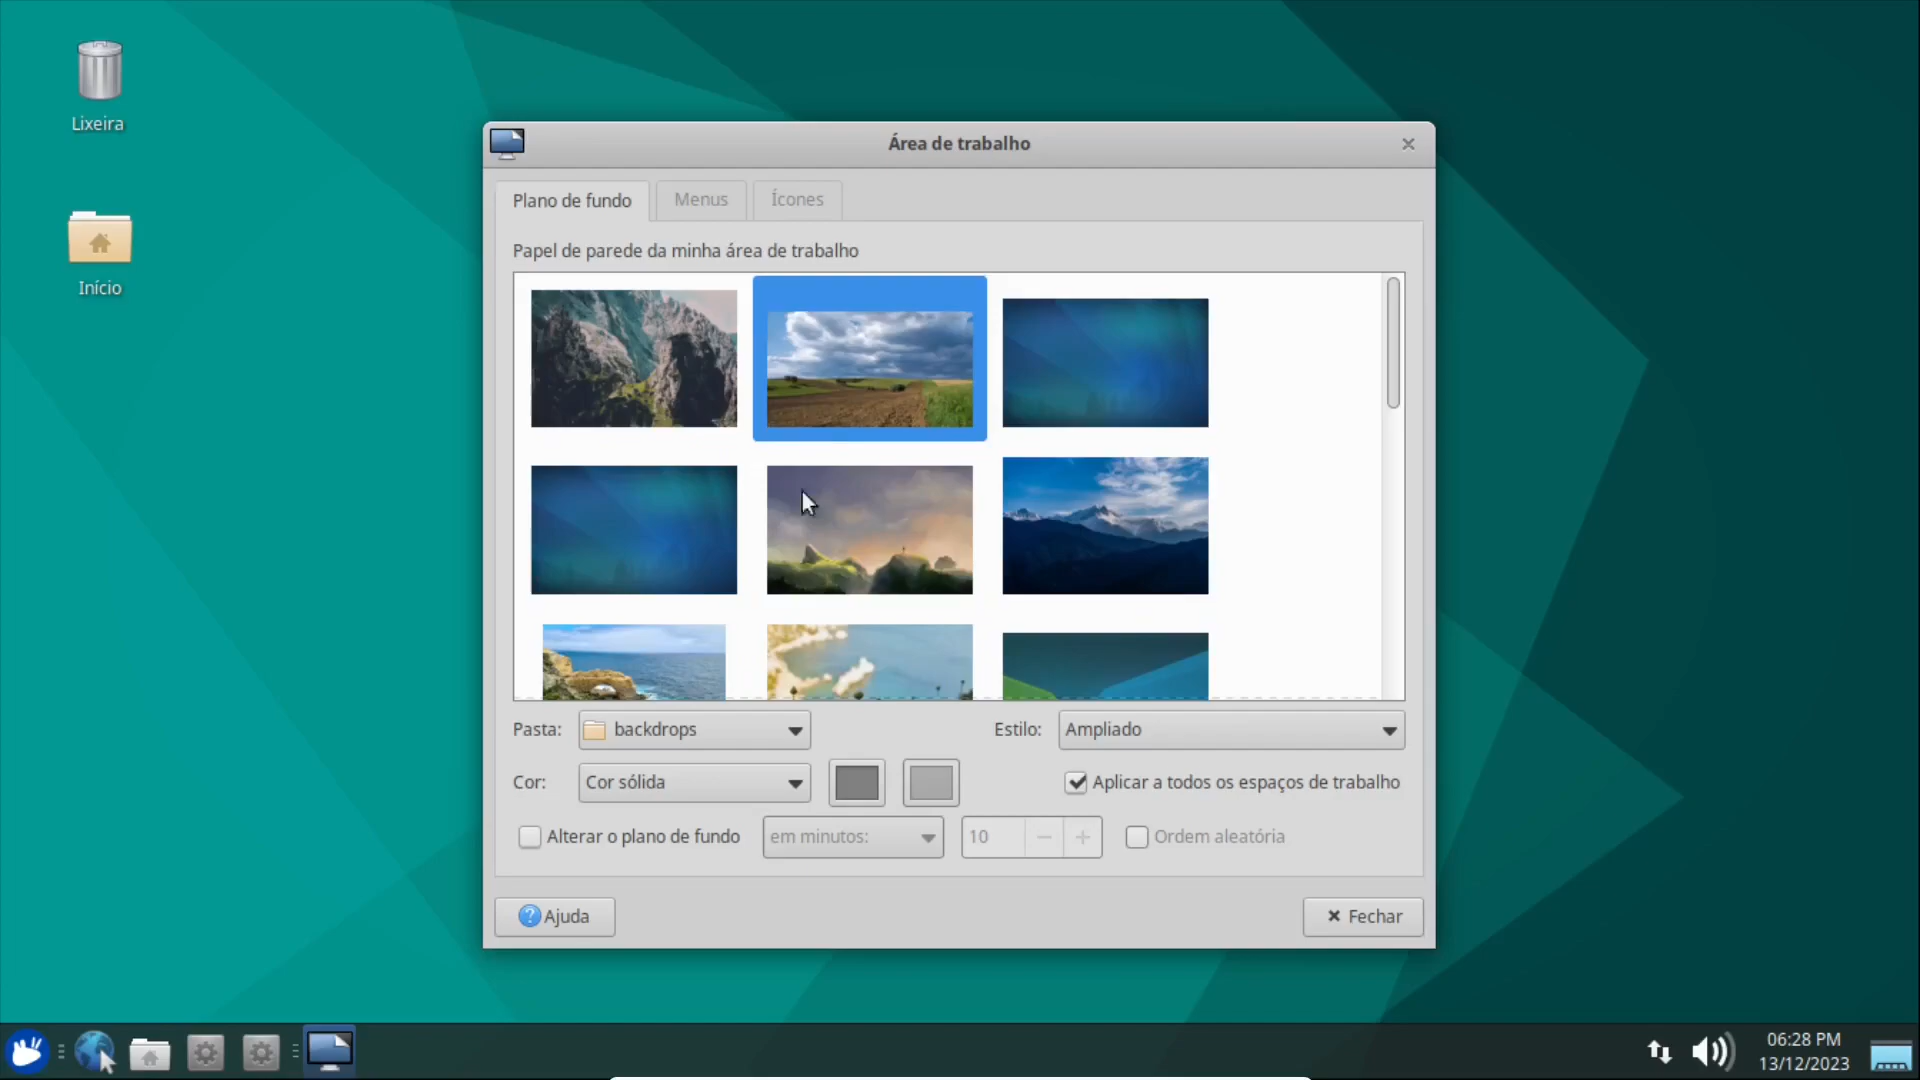 Lixeira
Início
Área de trabalho
Plano de fundo
Menus
Ícones
Papel de parede da minha área de trabalho
Pasta:
backdrops
Estilo:
Ampliado
Cor:
Cor sólida
Aplicar a todos os espaços de trabalho
Alterar o plano de fundo
em minutos:
10
Ordem aleatória
Ajuda
Fechar
06:28 PM
13/12/2023